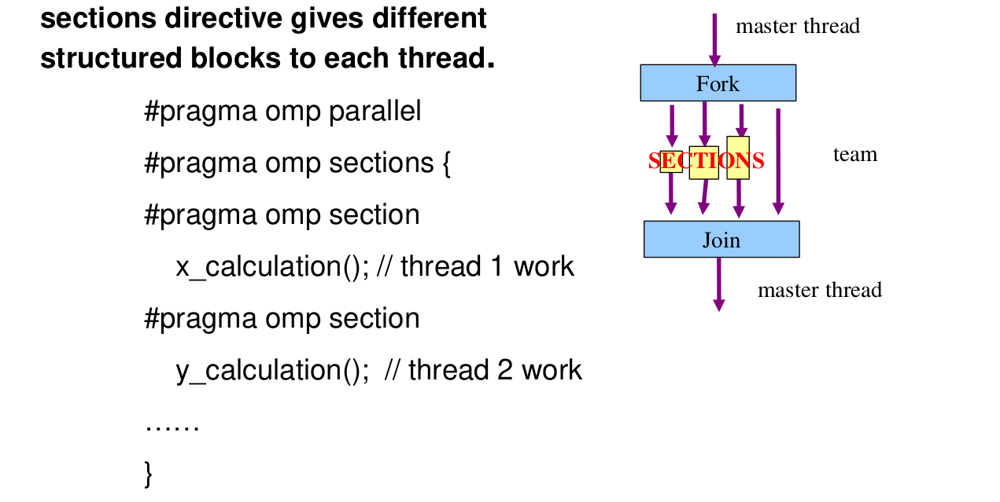 sections directive gives different
structured blocks to each thread.
#pragma omp parallel
#pragma omp sections {
#pragma omp section
x_calculation(); // thread 1 work
#pragma omp section
y_calculation();  // thread 2 work
……
}
master thread
Fork
SECTIONS
team
Join
master thread